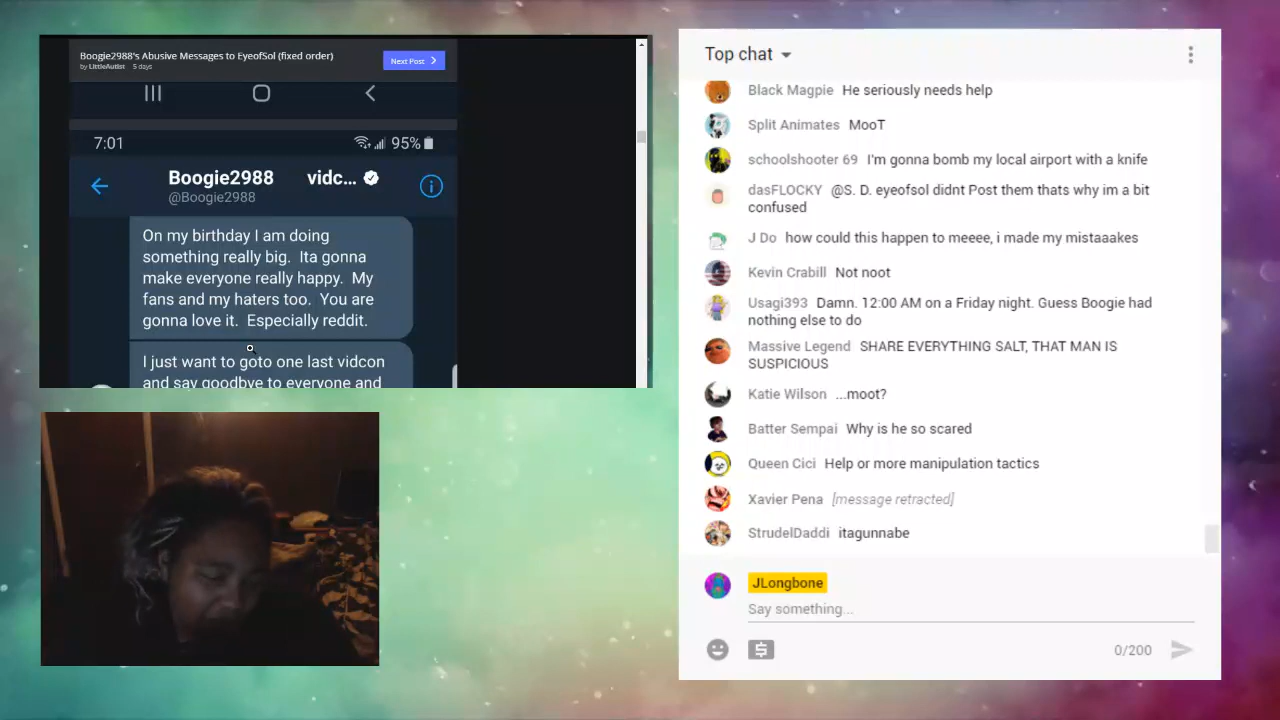 Boogie2988's Abusive Messages to EyeofSol (fixed order)
by LittleAutist 5 days
Next Post
7:01
95%
Boogie2988 vidc...
@Boogie2988
On my birthday I am doing
something really big. Ita gonna
make everyone really happy. My
fans and my haters too. You are
gonna love it. Especially reddit.
I just want to goto one last vidcon
and say goodbye to everyone and
Top chat
Black Magpie He seriously needs help
Split Animates MooT
schoolshooter 69 I'm gonna bomb my local airport with a knife
dasFLOCKY @S. D. eyeofsol didnt Post them thats why im a bit
confused
J Do how could this happen to meeee, i made my mistaaakes
Kevin Crabill Not noot
Usagi393 Damn. 12:00 AM on a Friday night. Guess Boogie had
nothing else to do
Massive Legend SHARE EVERYTHING SALT, THAT MAN IS
SUSPICIOUS
Katie Wilson ...moot?
Batter Sempai Why is he so scared
Queen Cici Help or more manipulation tactics
Xavier Pena [message retracted]
StrudelDaddi itagunnabe
JLongbone
Say something...
0/200